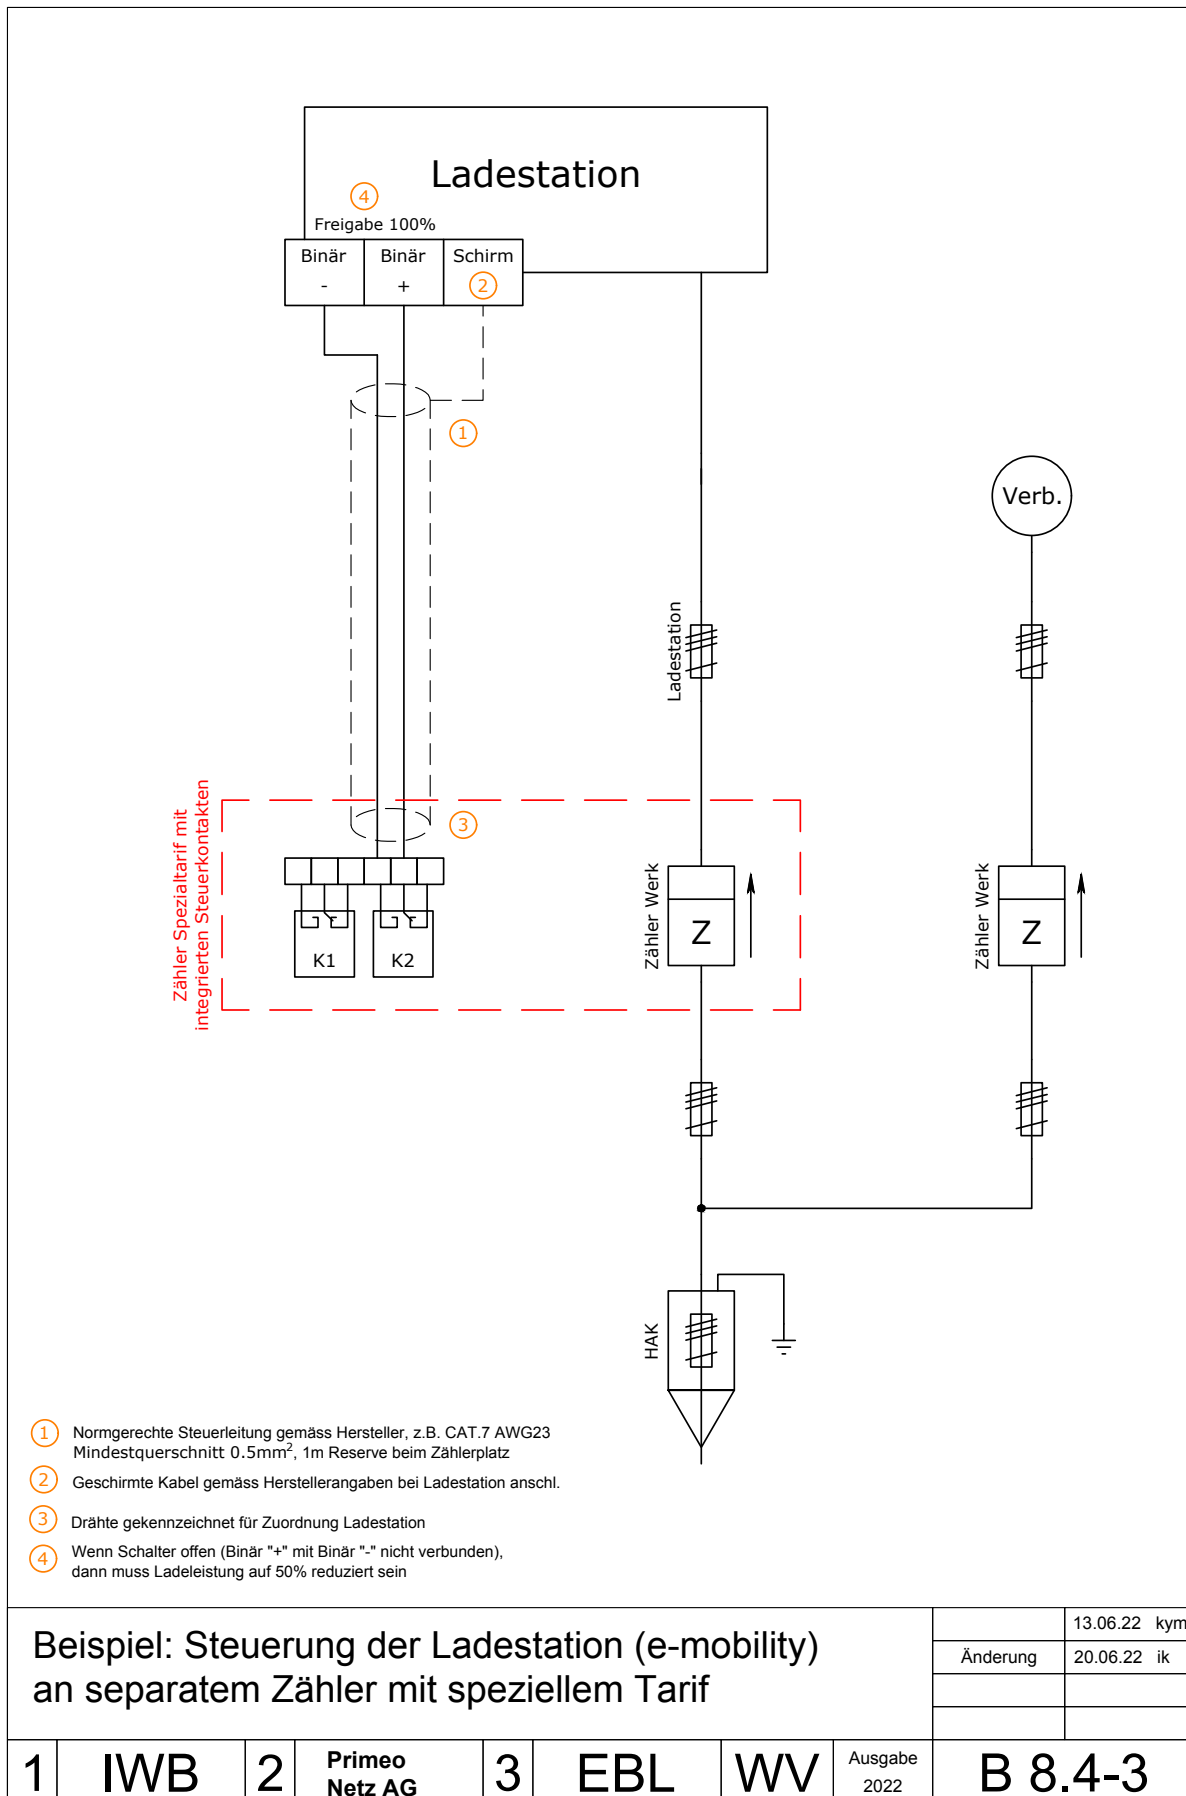 Ladestation
4
Freigabe 100%
Binär
-
Binär
+
Schirm
2
1
Verb.
Ladestation
Zähler Spezialtarif mit
integrierten Steuerkontakten
3
K1
K2
Zähler Werk
Z
Zähler Werk
Z
HAK
1 Normgerechte Steuerleitung gemäss Hersteller, z.B. CAT.7 AWG23
Mindestquerschnitt 0.5mm², 1m Reserve beim Zählerplatz
2 Geschirmte Kabel gemäss Herstellerangaben bei Ladestation anschl.
3 Drähte gekennzeichnet für Zuordnung Ladestation
4 Wenn Schalter offen (Binär "+" mit Binär "-" nicht verbunden),
dann muss Ladeleistung auf 50% reduziert sein
Beispiel: Steuerung der Ladestation (e-mobility)
an separatem Zähler mit speziellem Tarif
13.06.22 kym
Änderung 20.06.22 ik
1 IWB 2 Primeo
Netz AG
3 EBL WV Ausgabe
2022
B 8.4-3